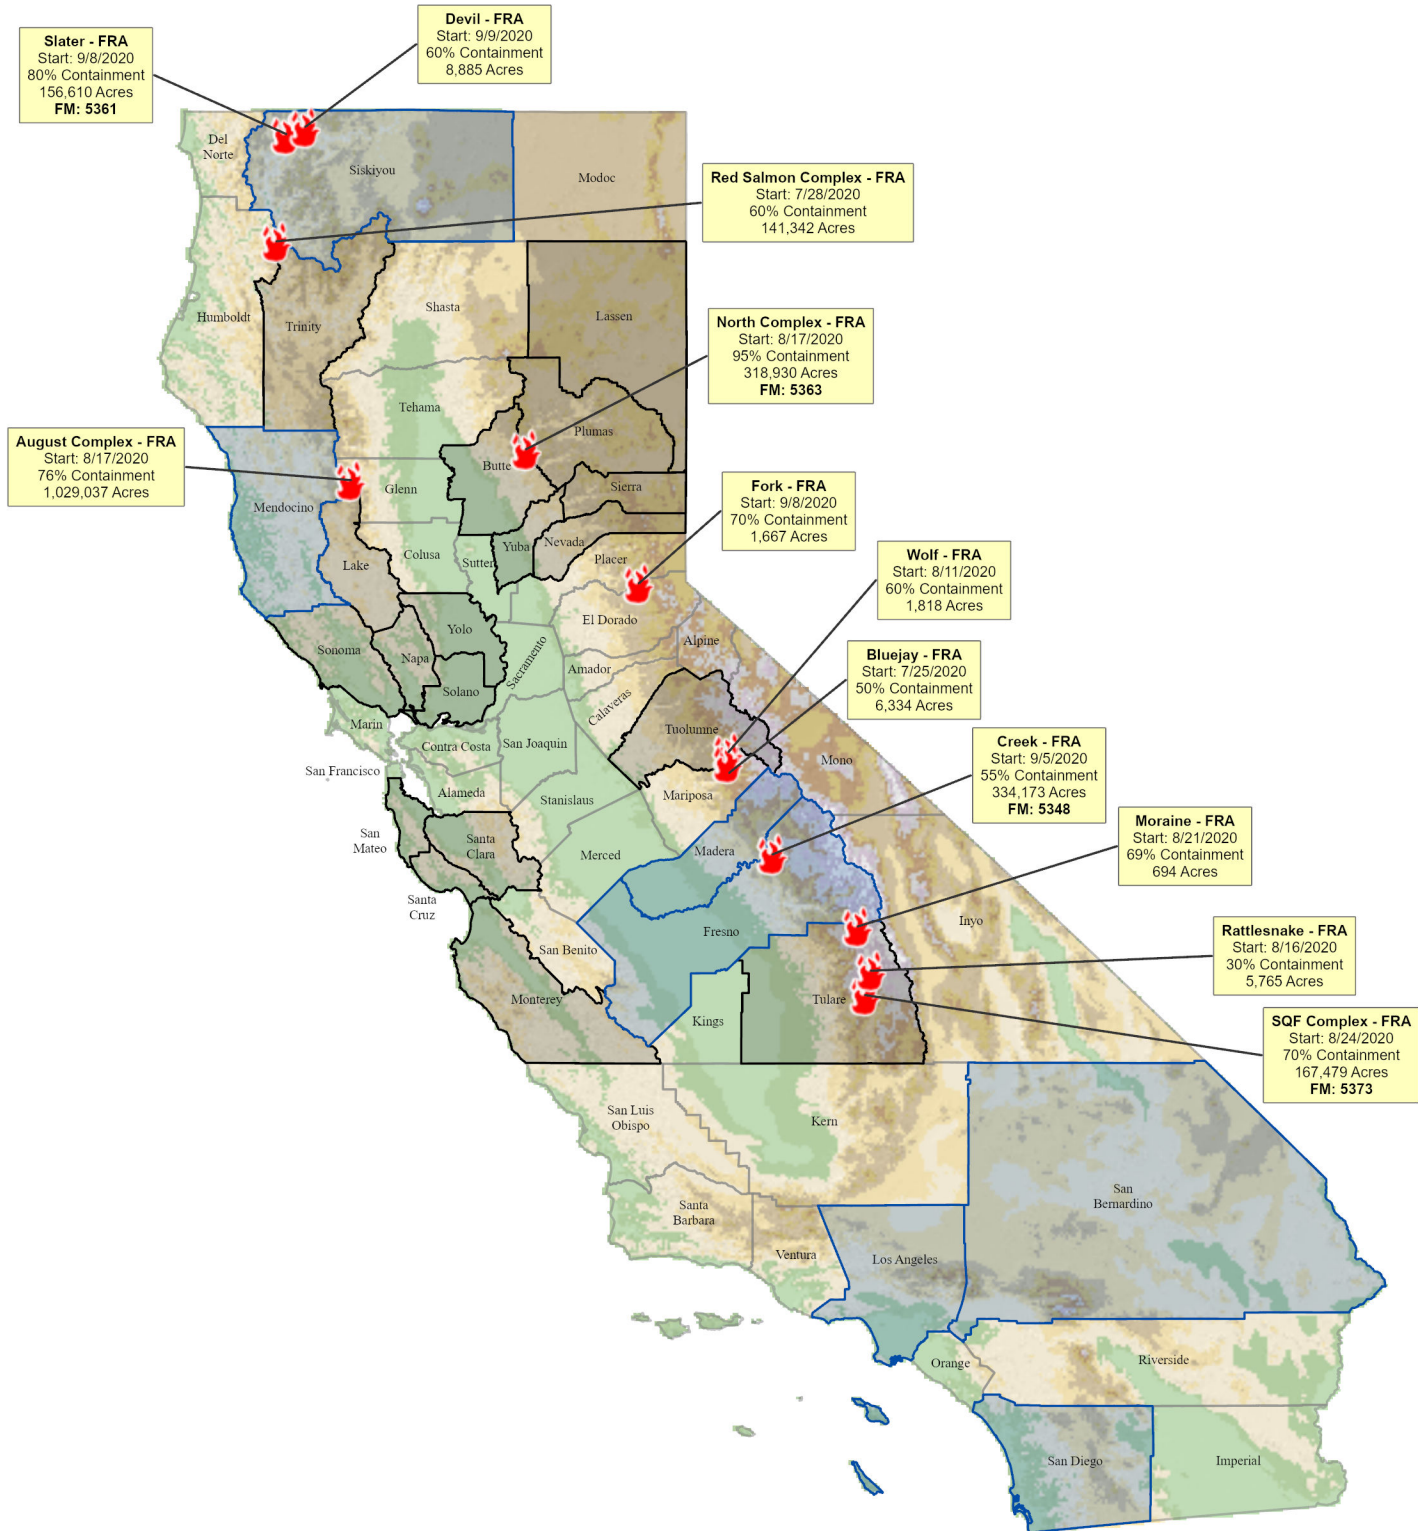 Devil - FRA
Start: 9/9/2020
60% Containment
8,885 Acres
Slater - FRA
Start: 9/8/2020
80% Containment
156,610 Acres
FM: 5361
Del
Norte
Siskiyou
Modoc
Red Salmon Complex - FRA
Start: 7/28/2020
60% Containment
141,342 Acres
Humboldt
Trinity
Shasta
Lassen
North Complex - FRA
Start: 8/17/2020
95% Containment
318,930 Acres
FM: 5363
Tehama
Plumas
August Complex - FRA
Start: 8/17/2020
76% Containment
1,029,037 Acres
Butte
Glenn
Sierra
Mendocino
Fork - FRA
Start: 9/8/2020
70% Containment
1,667 Acres
Lake
Colusa
Sutter
Yuba
Nevada
Placer
Wolf - FRA
Start: 8/11/2020
60% Containment
1,818 Acres
El Dorado
Yolo
Sonoma
Napa
Sacramento
Alpine
Amador
Solano
Calaveras
Bluejay - FRA
Start: 7/25/2020
50% Containment
6,334 Acres
Marin
Contra Costa
San Joaquin
Tuolumne
Mono
Creek - FRA
Start: 9/5/2020
55% Containment
334,173 Acres
FM: 5348
San Francisco
Alameda
Stanislaus
Mariposa
San
Mateo
Santa
Clara
Merced
Madera
Moraine - FRA
Start: 8/21/2020
69% Containment
694 Acres
Santa
Cruz
San Benito
Fresno
Inyo
Rattlesnake - FRA
Start: 8/16/2020
30% Containment
5,765 Acres
Monterey
Kings
Tulare
SQF Complex - FRA
Start: 8/24/2020
70% Containment
167,479 Acres
FM: 5373
San Luis
Obispo
Kern
Santa
Barbara
San
Bernardino
Ventura
Los Angeles
Orange
Riverside
San Diego
Imperial